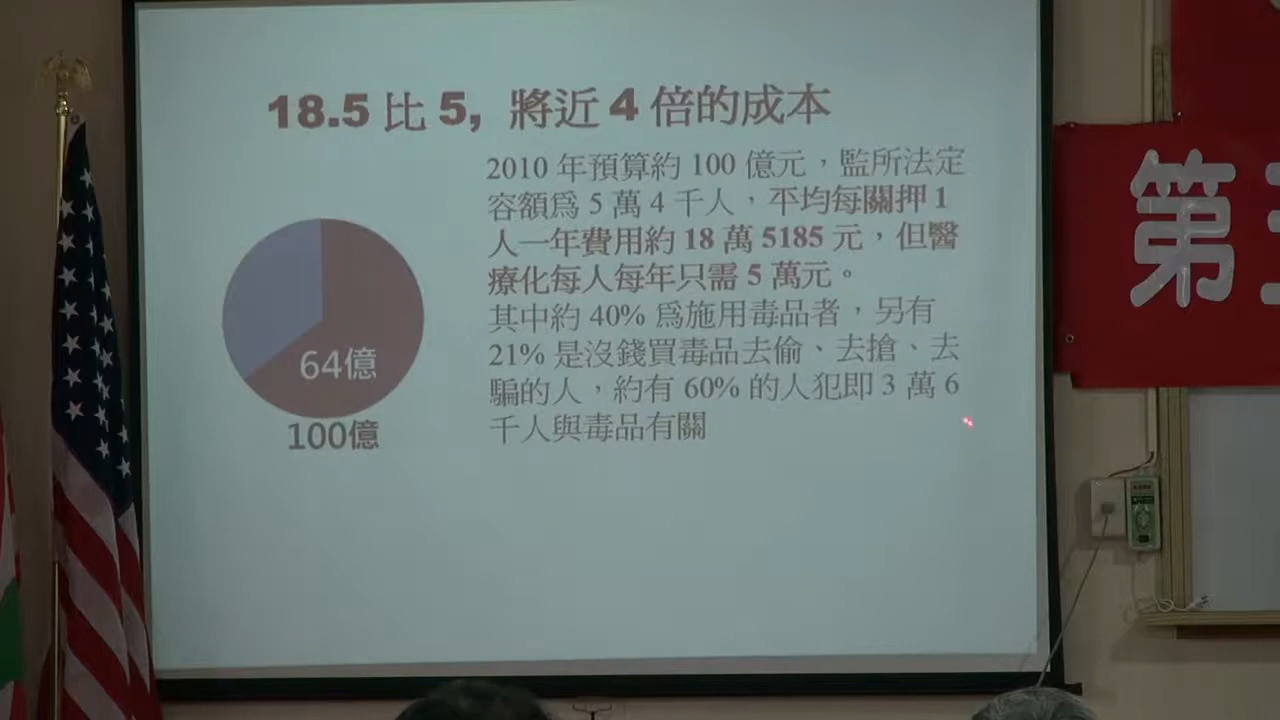 18.5 比 5, 將近 4 倍的成本
2010 年預算約 100 億元，監所法定
容額爲 5 萬 4 千人，平均每關押 1
人一年費用約 18 萬 5185 元，但醫
療化每人每年只需 5 萬元。
其中約 40% 爲施用毒品者，另有
21% 是沒錢買毒品去偷、去搶、去
騙的人，約有 60% 的人犯即 3 萬 6
千人與毒品有關
64億
100億
第